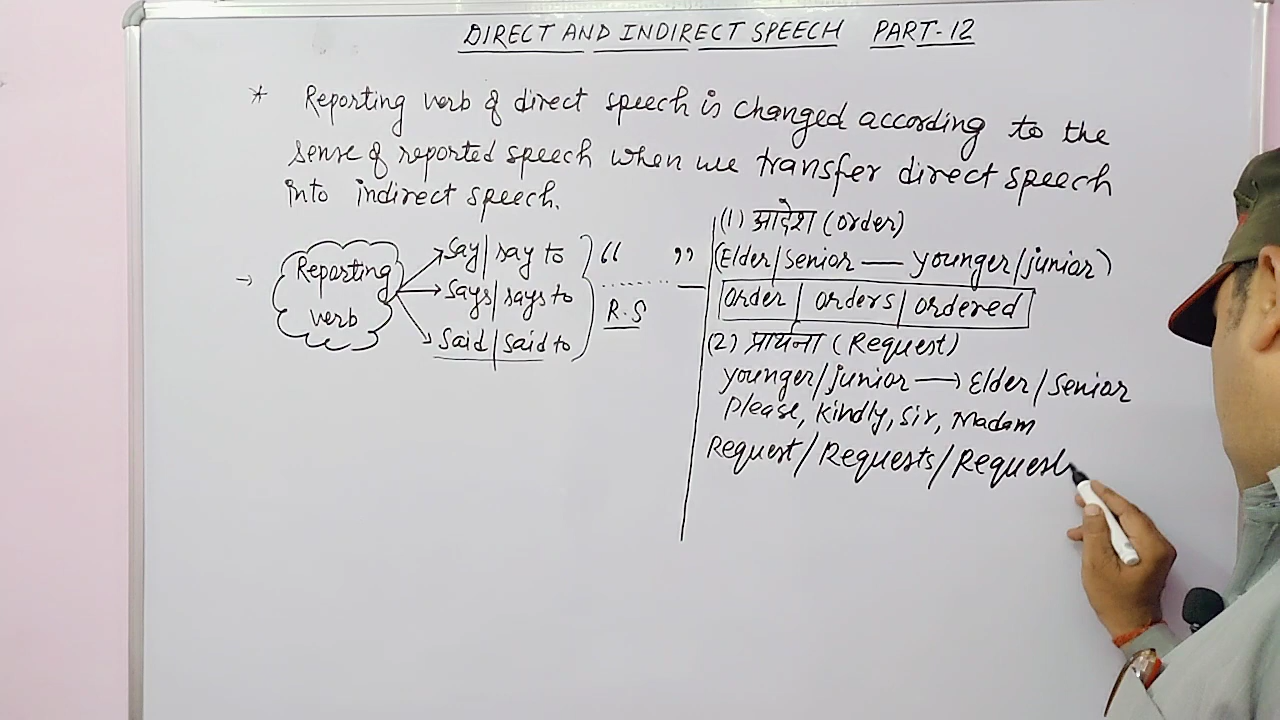 DIRECT AND INDIRECT SPEECH PART-12
* Reporting verb of direct speech is changed according to the
sense of reported speech when we transfer direct speech
into indirect speech.
→ Reporting verb
Say/say to
Says/says to
Said/said to
“ ........ ”
R.S
(1) आदेश (order)
(Elder/senior — younger/junior)
order/orders/ordered
(2) प्रार्थना (Request)
younger/junior → Elder/senior
Please, kindly, sir, Madam
Request/Requests/Request